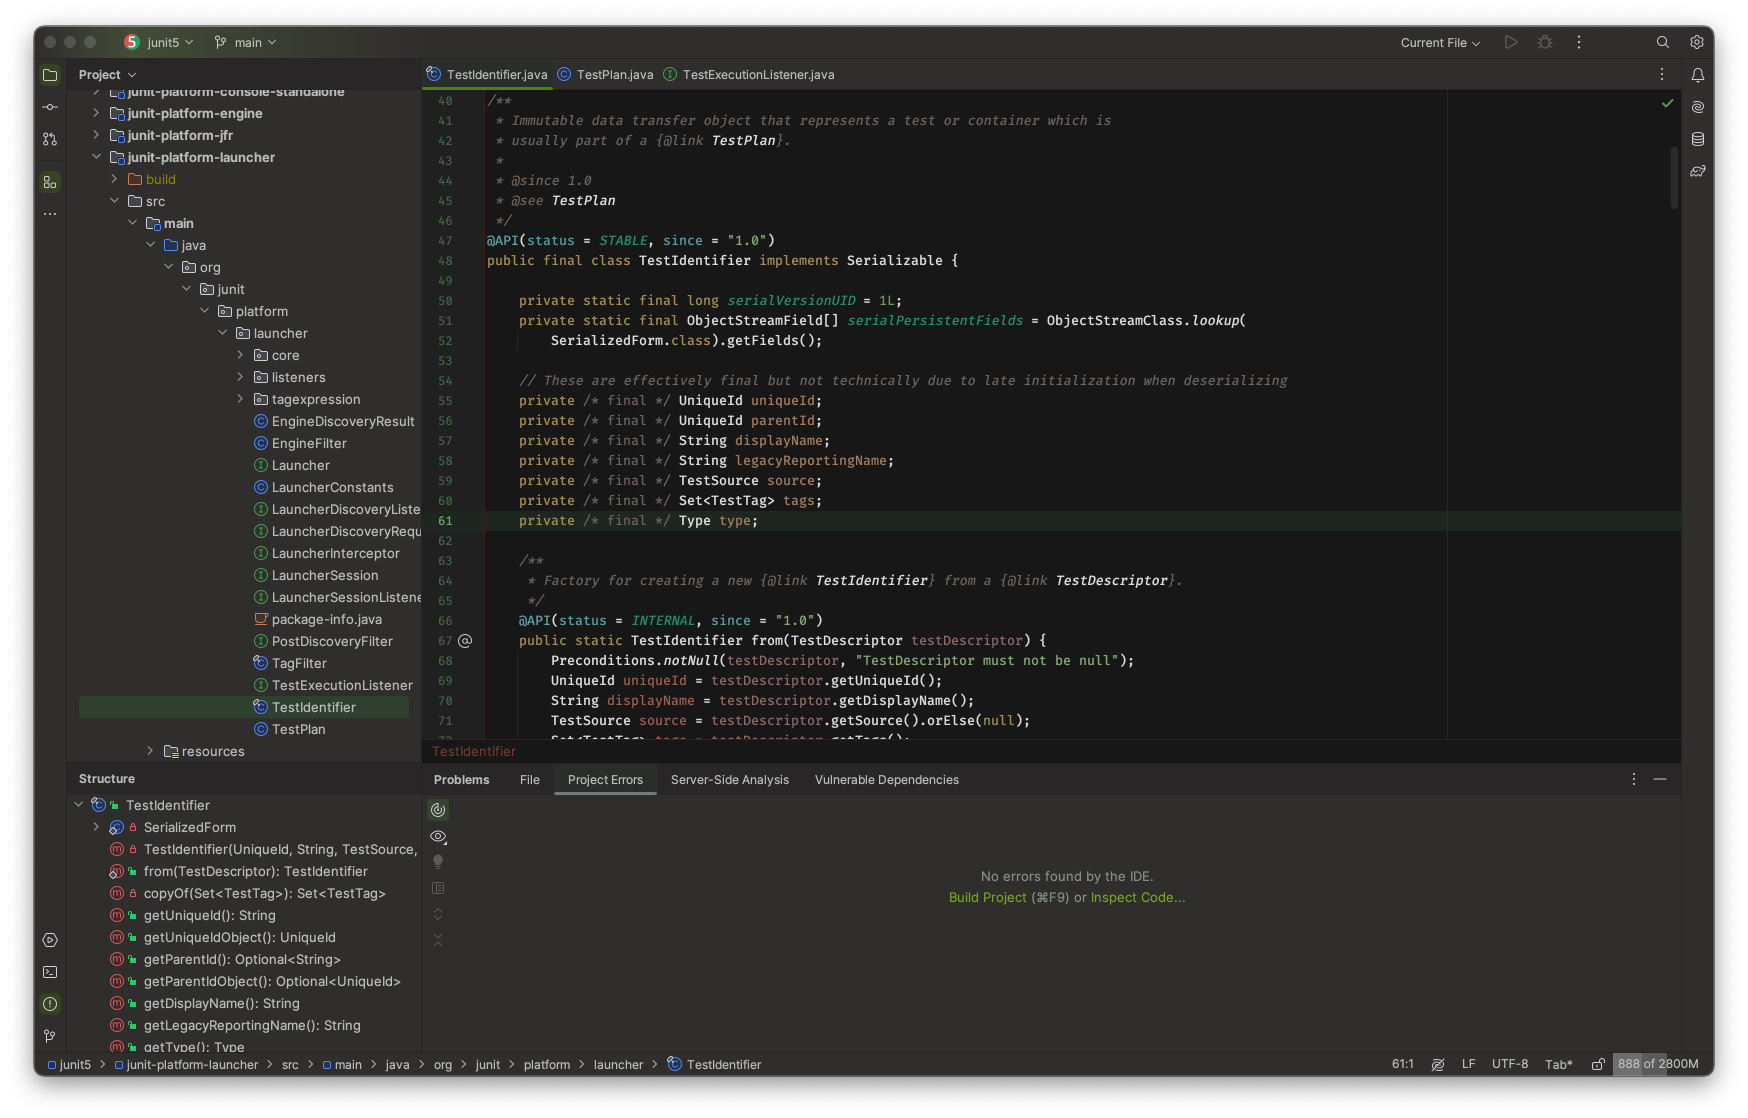 5 junit5 main Current File
Project
junit-platform-console-standalone
junit-platform-engine
junit-platform-jfr
junit-platform-launcher
build
src
main
java
org
junit
platform
launcher
core
listeners
tagexpression
EngineDiscoveryResult
EngineFilter
Launcher
LauncherConstants
LauncherDiscoveryListe
LauncherDiscoveryRequ
LauncherInterceptor
LauncherSession
LauncherSessionListene
package-info.java
PostDiscoveryFilter
TagFilter
TestExecutionListener
TestIdentifier
TestPlan
resources
TestIdentifier.java TestPlan.java TestExecutionListener.java
40 /**
41 * Immutable data transfer object that represents a test or container which is
42 * usually part of a {@link TestPlan}.
43 *
44 * @since 1.0
45 * @see TestPlan
46 */
47 @API(status = STABLE, since = "1.0")
48 public final class TestIdentifier implements Serializable {
49
50 private static final long serialVersionUID = 1L;
51 private static final ObjectStreamField[] serialPersistentFields = ObjectStreamClass.lookup(
52 SerializedForm.class).getFields();
53
54 // These are effectively final but not technically due to late initialization when deserializing
55 private /* final */ UniqueId uniqueId;
56 private /* final */ UniqueId parentId;
57 private /* final */ String displayName;
58 private /* final */ String legacyReportingName;
59 private /* final */ TestSource source;
60 private /* final */ Set<TestTag> tags;
61 private /* final */ Type type;
62
63 /**
64 * Factory for creating a new {@link TestIdentifier} from a {@link TestDescriptor}.
65 */
66 @API(status = INTERNAL, since = "1.0")
67 @ public static TestIdentifier from(TestDescriptor testDescriptor) {
68 Preconditions.notNull(testDescriptor, "TestDescriptor must not be null");
69 UniqueId uniqueId = testDescriptor.getUniqueId();
70 String displayName = testDescriptor.getDisplayName();
71 TestSource source = testDescriptor.getSource().orElse(null);
72 Set<TestTag> tags = testDescriptor.getTags();
TestIdentifier
Structure
TestIdentifier
SerializedForm
TestIdentifier(UniqueId, String, TestSource,
from(TestDescriptor): TestIdentifier
copyOf(Set<TestTag>): Set<TestTag>
getUniqueId(): String
getUniqueIdObject(): UniqueId
getParentId(): Optional<String>
getParentIdObject(): Optional<UniqueId>
getDisplayName(): String
getLegacyReportingName(): String
getType(): Type
Problems File Project Errors Server-Side Analysis Vulnerable Dependencies
No errors found by the IDE.
Build Project (⌘F9) or Inspect Code...
junit5 junit-platform-launcher src main java org junit platform launcher TestIdentifier 61:1 LF UTF-8 Tab* 888 of 2800M